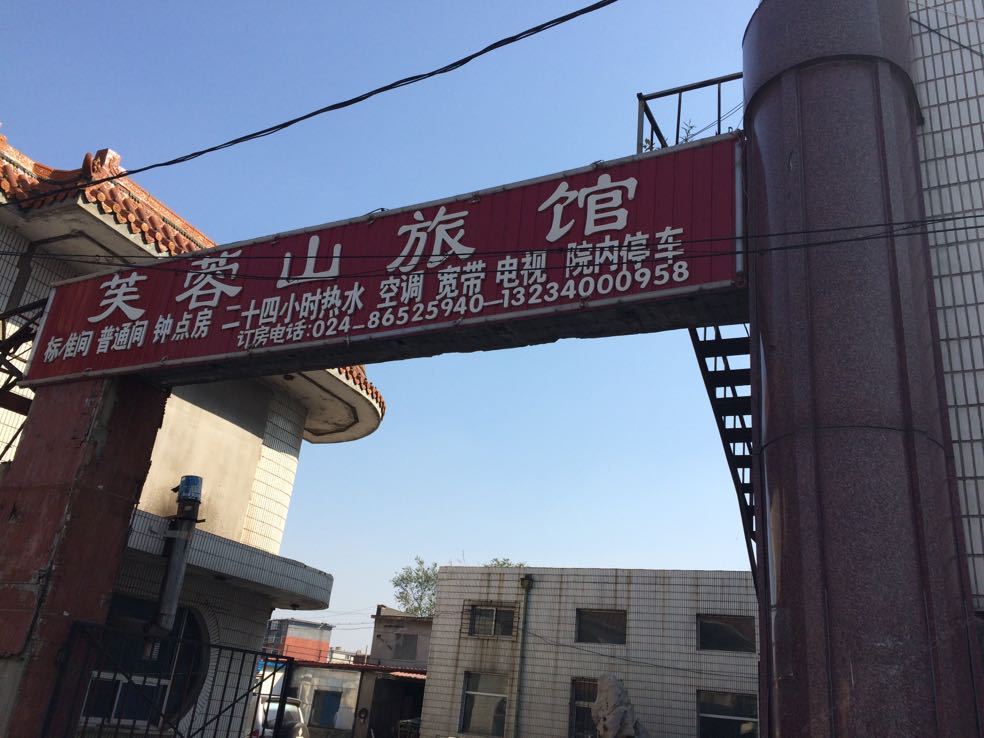 芙蓉山旅馆
标准间 普通间 钟点房 二十四小时热水 空调 宽带 电视 院内停车
订房电话:024-86525940-13234000958